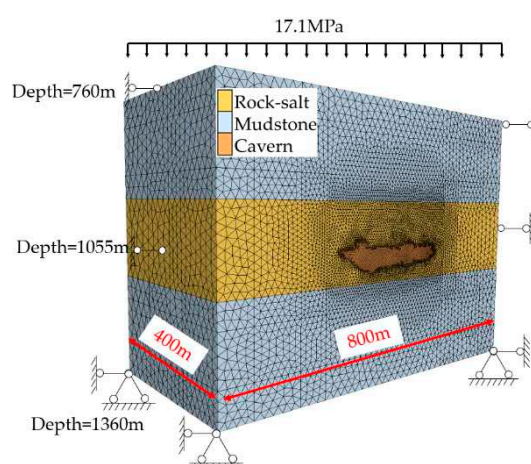 17.1MPa
Depth=760m
Rock-salt
Mudstone
Cavern
Depth=1055m
400m
800m
Depth=1360m